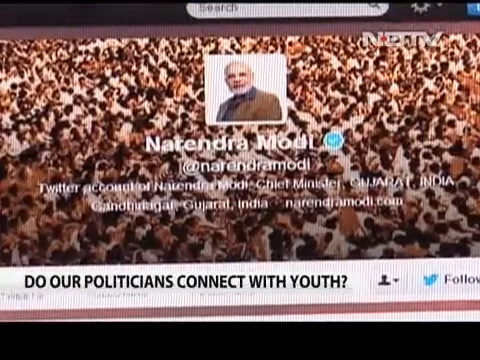 Search
NDTV
Narendra Modi
@narendramodi
Twitter account of Narendra Modi, Chief Minister, GUJARAT, INDIA
Gandhinagar, Gujarat, India narendramodi.com
DO OUR POLITICIANS CONNECT WITH YOUTH?
Follow